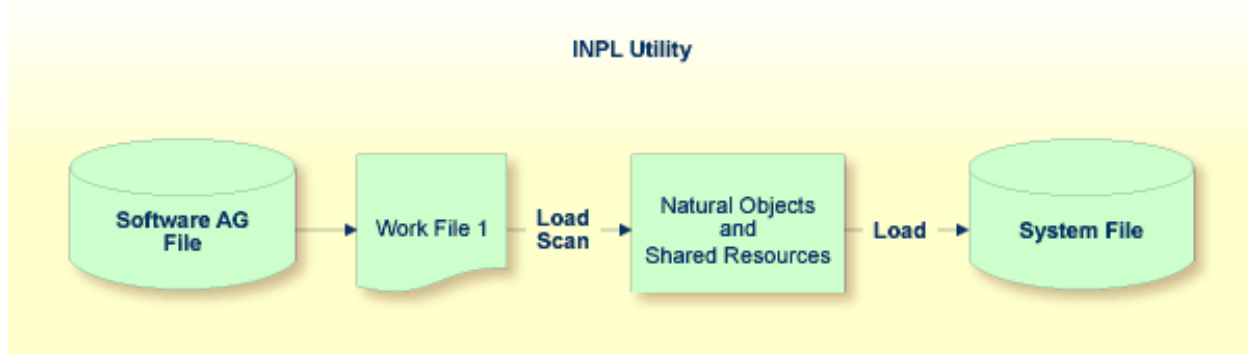 INPL Utility
Software AG
File
Work File 1
Load
Scan
Natural Objects
and
Shared Resources
Load
System File